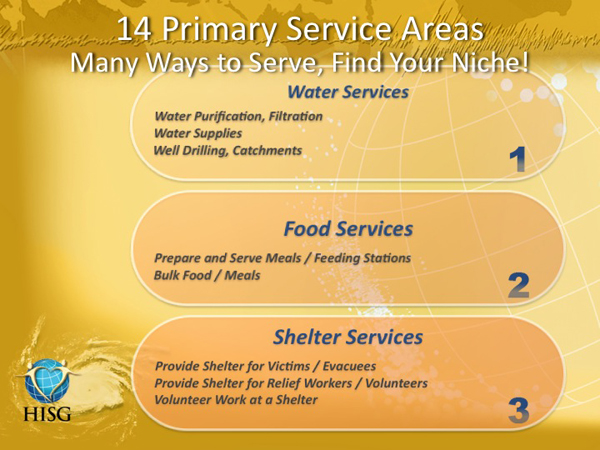 14 Primary Service Areas
Many Ways to Serve, Find Your Niche!
Water Services
Water Purification, Filtration
Water Supplies
Well Drilling, Catchments
1
Food Services
Prepare and Serve Meals / Feeding Stations
Bulk Food / Meals
2
Shelter Services
Provide Shelter for Victims / Evacuees
Provide Shelter for Relief Workers / Volunteers
Volunteer Work at a Shelter
3
HISG